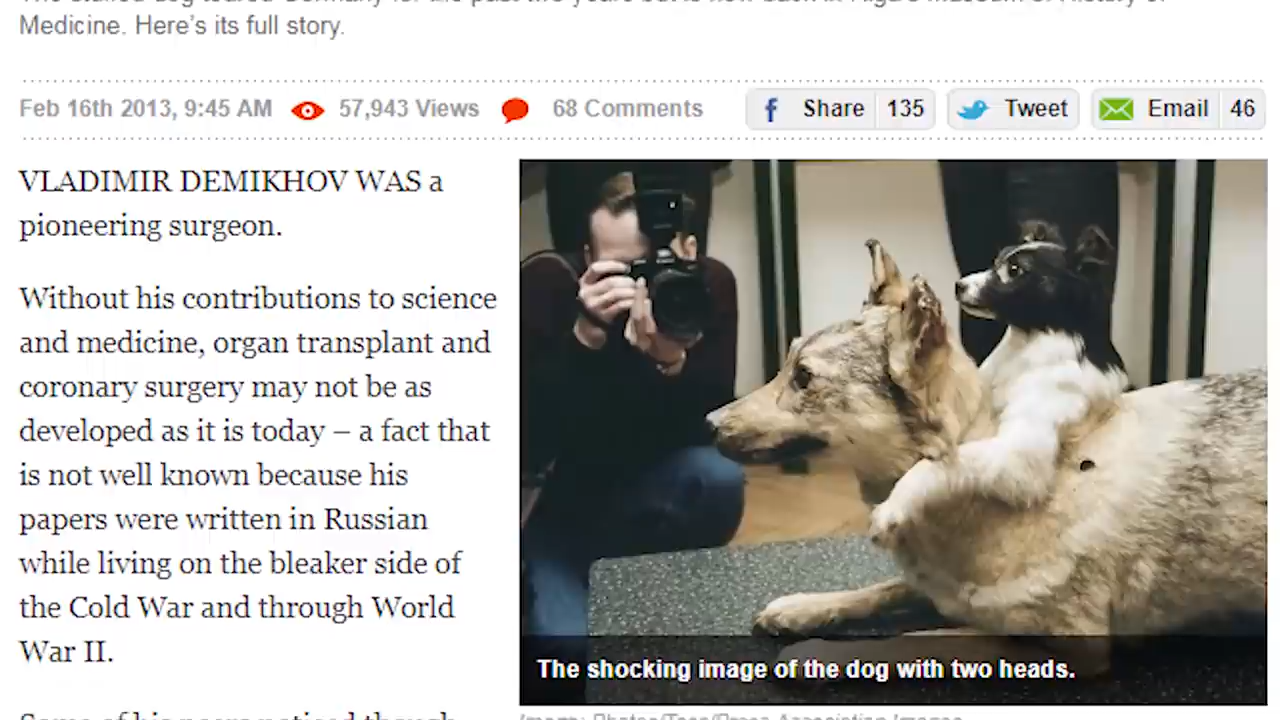 Medicine. Here's its full story.
Feb 16th 2013, 9:45 AM 57,943 Views 68 Comments Share 135 Tweet Email 46
VLADIMIR DEMIKHOV WAS a
pioneering surgeon.
Without his contributions to science
and medicine, organ transplant and
coronary surgery may not be as
developed as it is today – a fact that
is not well known because his
papers were written in Russian
while living on the bleaker side of
the Cold War and through World
War II.
The shocking image of the dog with two heads.